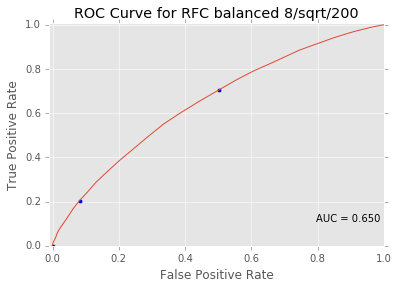 ROC Curve for RFC balanced 8/sqrt/200
1.0
0.8
0.6
0.4
0.2
0.0
True Positive Rate
AUC = 0.650
0.0 0.2 0.4 0.6 0.8 1.0
False Positive Rate